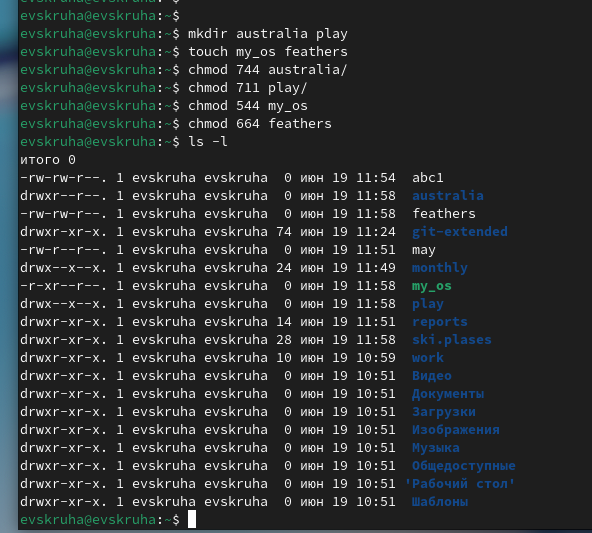 evskruha@evskruha:~$
evskruha@evskruha:~$ mkdir australia play
evskruha@evskruha:~$ touch my_os feathers
evskruha@evskruha:~$ chmod 744 australia/
evskruha@evskruha:~$ chmod 711 play/
evskruha@evskruha:~$ chmod 544 my_os
evskruha@evskruha:~$ chmod 664 feathers
evskruha@evskruha:~$ ls -l
итого 0
-rw-rw-r--. 1 evskruha evskruha  0 июн 19 11:54  abc1
drwxr--r--. 1 evskruha evskruha  0 июн 19 11:58  australia
-rw-rw-r--. 1 evskruha evskruha  0 июн 19 11:58  feathers
drwxr-xr-x. 1 evskruha evskruha 74 июн 19 11:24  git-extended
-rw-r--r--. 1 evskruha evskruha  0 июн 19 11:51  may
drwx--x--x. 1 evskruha evskruha 24 июн 19 11:49  monthly
-r-xr--r--. 1 evskruha evskruha  0 июн 19 11:58  my_os
drwx--x--x. 1 evskruha evskruha  0 июн 19 11:58  play
drwxr-xr-x. 1 evskruha evskruha 14 июн 19 11:51  reports
drwxr-xr-x. 1 evskruha evskruha 28 июн 19 11:58  ski.plases
drwxr-xr-x. 1 evskruha evskruha 10 июн 19 10:59  work
drwxr-xr-x. 1 evskruha evskruha  0 июн 19 10:51  Видео
drwxr-xr-x. 1 evskruha evskruha  0 июн 19 10:51  Документы
drwxr-xr-x. 1 evskruha evskruha  0 июн 19 10:51  Загрузки
drwxr-xr-x. 1 evskruha evskruha  0 июн 19 10:51  Изображения
drwxr-xr-x. 1 evskruha evskruha  0 июн 19 10:51  Музыка
drwxr-xr-x. 1 evskruha evskruha  0 июн 19 10:51  Общедоступные
drwxr-xr-x. 1 evskruha evskruha  0 июн 19 10:51 'Рабочий стол'
drwxr-xr-x. 1 evskruha evskruha  0 июн 19 10:51  Шаблоны
evskruha@evskruha:~$